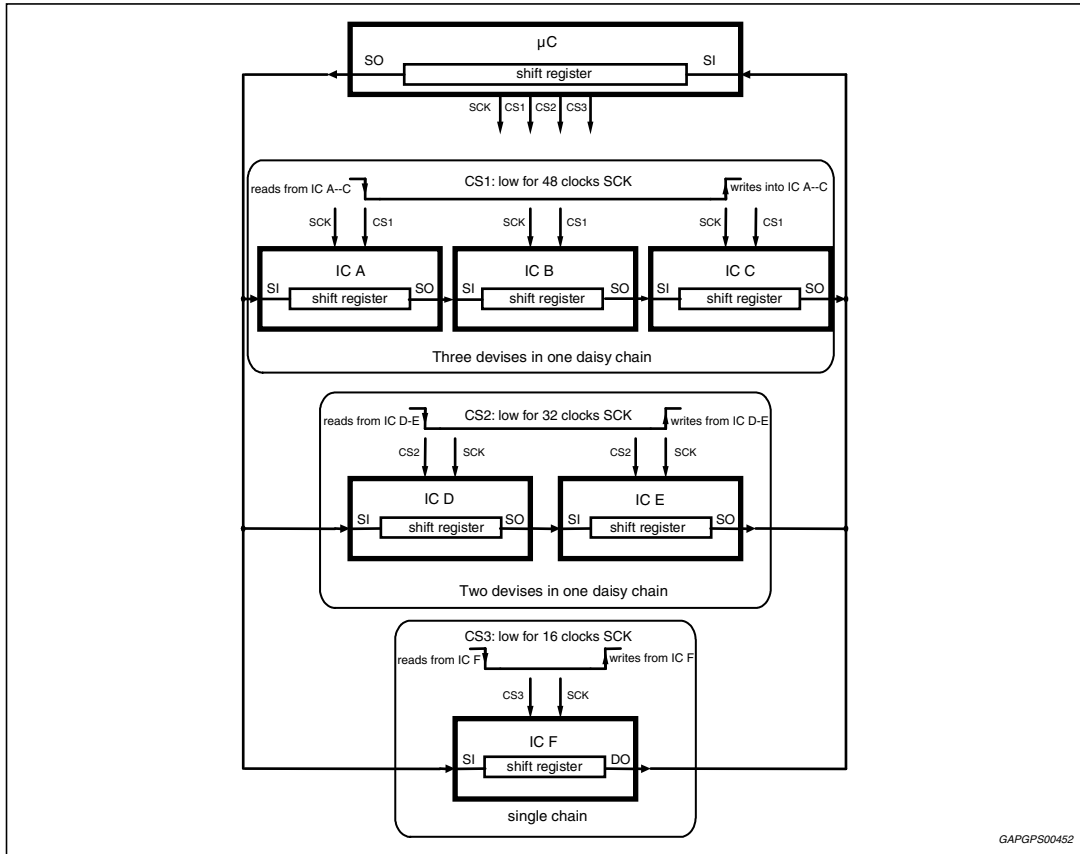 µC
SO
SI
shift register
SCK CS1 CS2 CS3
CS1: low for 48 clocks SCK
reads from IC A--C
writes into IC A--C
SCK CS1 SCK CS1 SCK CS1
IC A IC B IC C
SI SO SI SO SI SO
shift register shift register shift register
Three devises in one daisy chain
CS2: low for 32 clocks SCK
reads from IC D-E
writes from IC D-E
CS2 SCK CS2 SCK
IC D IC E
SI SO SI SO
shift register shift register
Two devises in one daisy chain
CS3: low for 16 clocks SCK
reads from IC F
writes from IC F
CS3 SCK
IC F
SI DO
shift register
single chain
GAPGPS00452